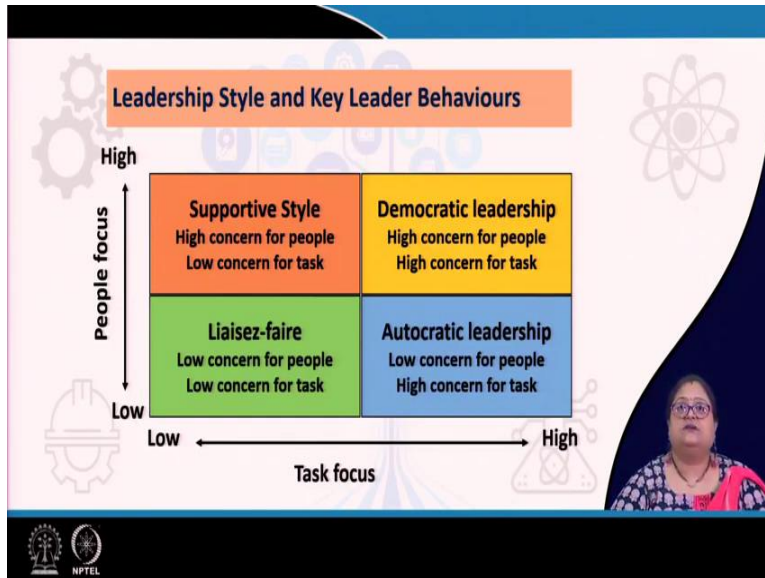 Leadership Style and Key Leader Behaviours
High
People focus
Supportive Style
High concern for people
Low concern for task
Democratic leadership
High concern for people
High concern for task
Liaisez-faire
Low concern for people
Low concern for task
Autocratic leadership
Low concern for people
High concern for task
Low
Low
High
Task focus
NPTEL